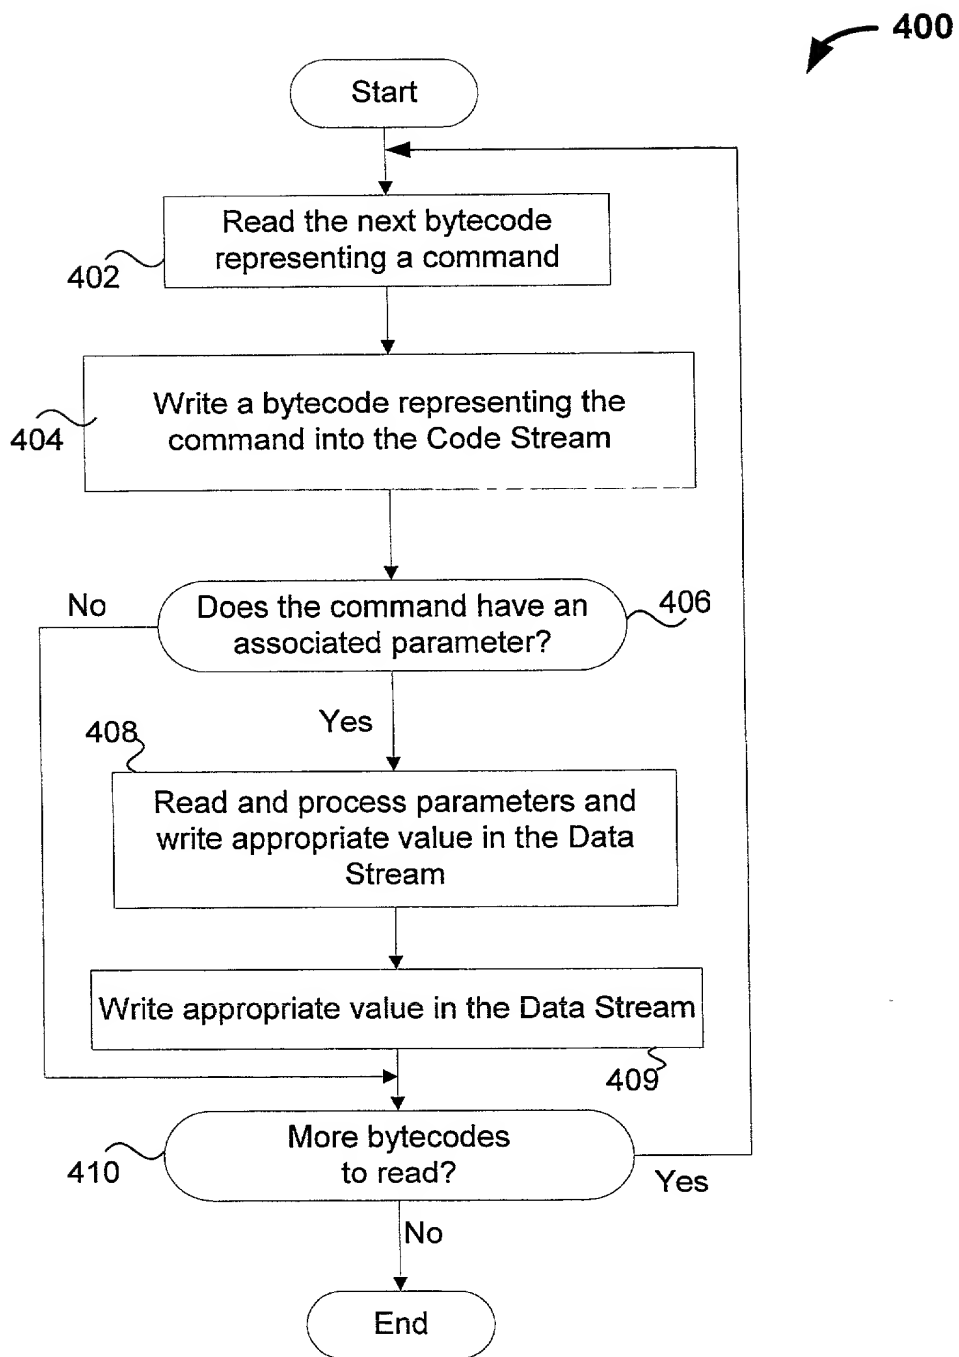 400
Start
Read the next bytecode
representing a command
402
Write a bytecode representing the
command into the Code Stream
404
No
Does the command have an
associated parameter?
406
Yes
408
Read and process parameters and
write appropriate value in the Data
Stream
Write appropriate value in the Data Stream
409
More bytecodes
to read?
410
Yes
No
End